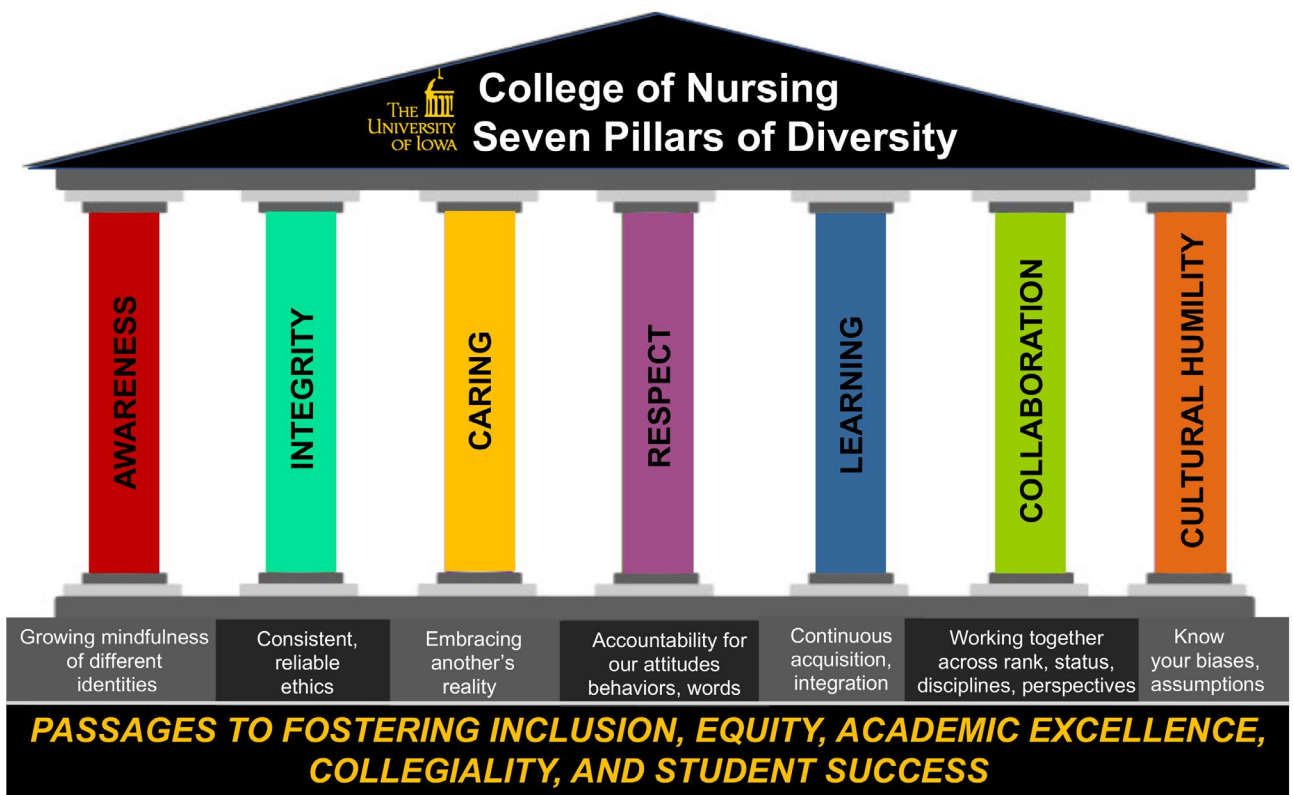 THE
UNIVERSITY
OF IOWA
College of Nursing
Seven Pillars of Diversity
AWARENESS
INTEGRITY
CARING
RESPECT
LEARNING
COLLABORATION
CULTURAL HUMILITY
Growing mindfulness
of different
identities
Consistent,
reliable
ethics
Embracing
another's
reality
Accountability for
our attitudes
behaviors, words
Continuous
acquisition,
integration
Working together
across rank, status,
disciplines, perspectives
Know
your biases,
assumptions
PASSAGES TO FOSTERING INCLUSION, EQUITY, ACADEMIC EXCELLENCE,
COLLEGIALITY, AND STUDENT SUCCESS